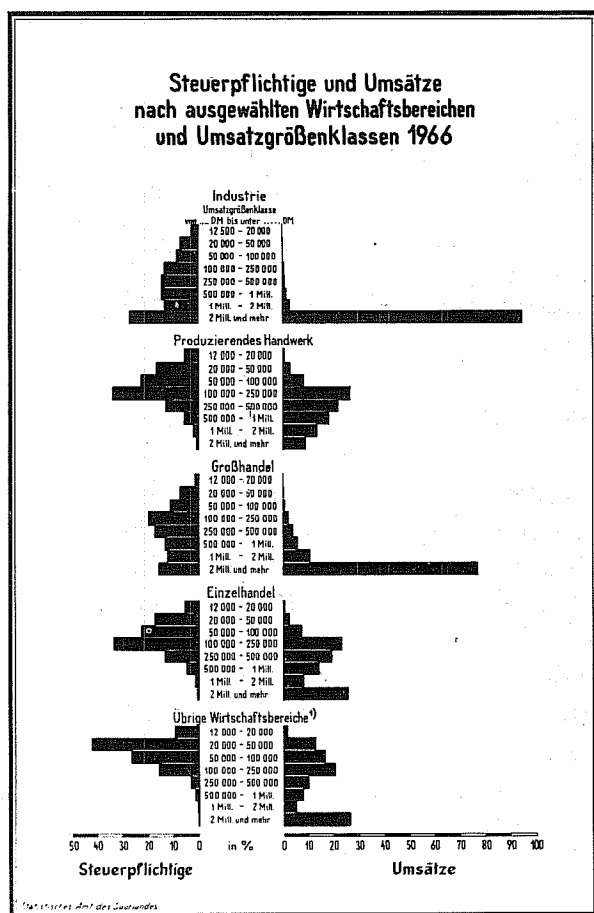 Steuerpflichtige und Umsätze
nach ausgewählten Wirtschaftsbereichen
und Umsatzgrößenklassen 1966
Industrie
Umsatzgrößenklasse
von .... DM bis unter ..... DM
12 500 - 20 000
20 000 - 50 000
50 000 - 100 000
100 000 - 250 000
250 000 - 500 000
500 000 - 1 Mill.
1 Mill. - 2 Mill.
2 Mill. und mehr
Produzierendes Handwerk
12 000 - 20 000
20 000 - 50 000
50 000 - 100 000
100 000 - 250 000
250 000 - 500 000
500 000 - 1 Mill.
1 Mill. - 2 Mill.
2 Mill. und mehr
Großhandel
12 000 - 20 000
20 000 - 50 000
50 000 - 100 000
100 000 - 250 000
250 000 - 500 000
500 000 - 1 Mill.
1 Mill. - 2 Mill.
2 Mill. und mehr
Einzelhandel
12 000 - 20 000
20 000 - 50 000
50 000 - 100 000
100 000 - 250 000
250 000 - 500 000
500 000 - 1 Mill.
1 Mill. - 2 Mill.
2 Mill. und mehr
Übrige Wirtschaftsbereiche 1)
12 000 - 20 000
20 000 - 50 000
50 000 - 100 000
100 000 - 250 000
250 000 - 500 000
500 000 - 1 Mill.
1 Mill. - 2 Mill.
2 Mill. und mehr
50 40 30 20 10 0 in % 0 10 20 30 40 50 60 70 80 90 100
Steuerpflichtige Umsätze
Statistisches Amt des Saarlandes